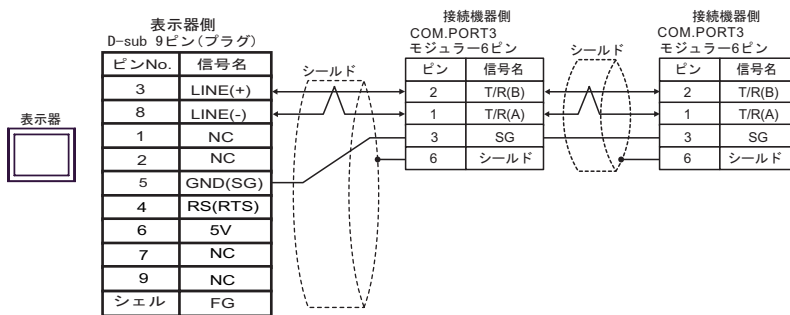 表示器
表示器側
D-sub 9ピン(プラグ)
ピンNo. 信号名
3 LINE(+)
8 LINE(-)
1 NC
2 NC
5 GND(SG)
4 RS(RTS)
6 5V
7 NC
9 NC
シェル FG
シールド
接続機器側
COM.PORT3
モジュラー6ピン
ピン 信号名
2 T/R(B)
1 T/R(A)
3 SG
6 シールド
シールド
接続機器側
COM.PORT3
モジュラー6ピン
ピン 信号名
2 T/R(B)
1 T/R(A)
3 SG
6 シールド